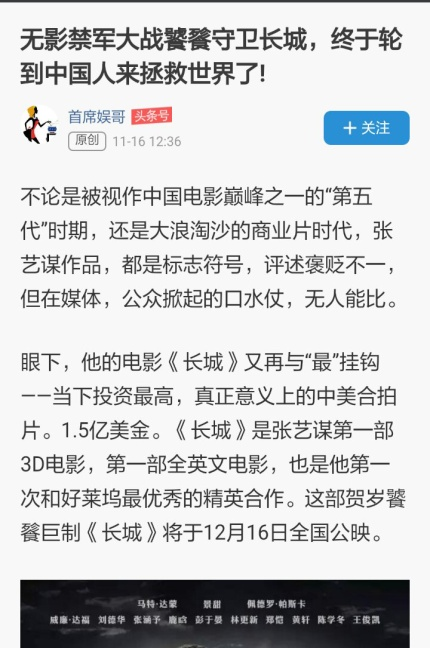 无影禁军大战饕餮守卫长城，终于轮
到中国人来拯救世界了!
首席娱哥 头条号
原创 11-16 12:36
+ 关注
不论是被视作中国电影巅峰之一的“第五
代”时期，还是大浪淘沙的商业片时代，张
艺谋作品，都是标志符号，评述褒贬不一，
但在媒体，公众掀起的口水仗，无人能比。
眼下，他的电影《长城》又再与“最”挂钩
——当下投资最高，真正意义上的中美合拍
片。1.5亿美金。《长城》是张艺谋第一部
3D电影，第一部全英文电影，也是他第一
次和好莱坞最优秀的精英合作。这部贺岁饕
餮巨制《长城》将于12月16日全国公映。
马特·达蒙 景甜 佩德罗·帕斯卡
威廉·达福 刘德华 张涵予 鹿晗 彭于晏 林更新 郑恺 黄轩 陈学冬 王俊凯